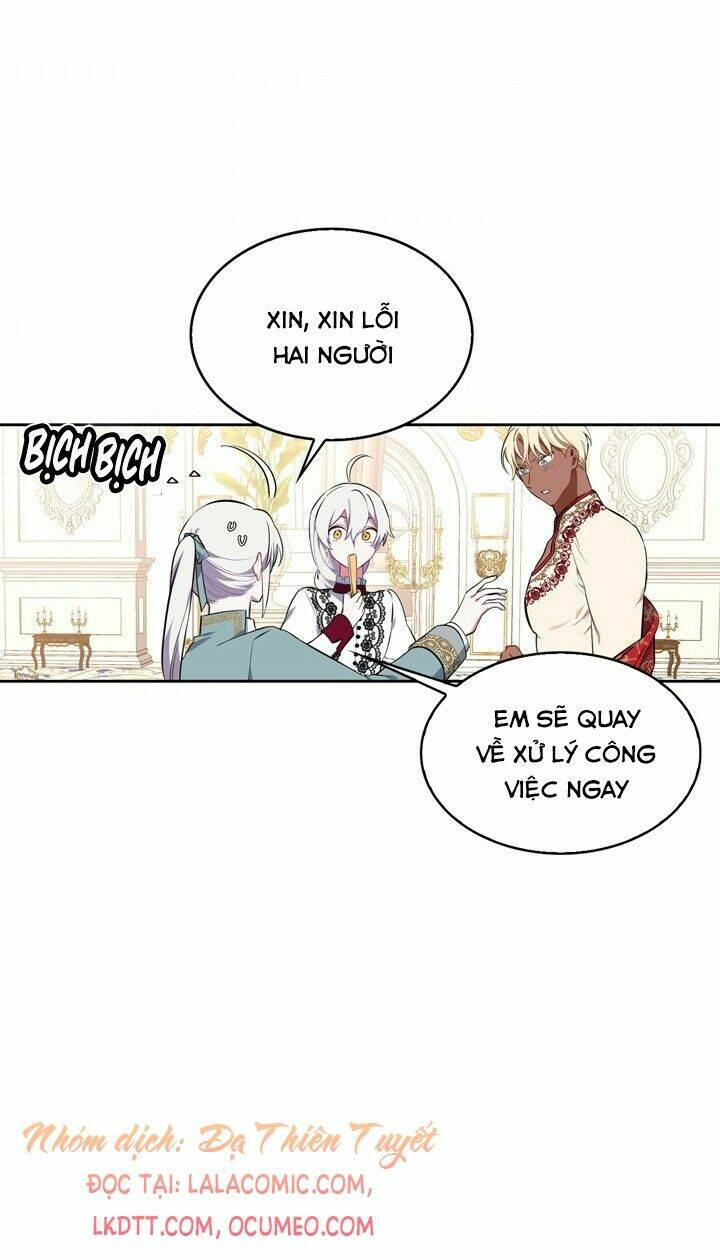 XIN, XIN LỖI
HAI NGƯỜI
BỊCH BỊCH
EM SẼ QUAY
VỀ XỬ LÝ CÔNG
VIỆC NGAY
Nhóm dịch: Dạ Thiên Tuyết
ĐỌC TẠI: LALACOMIC.COM,
LKDTT.COM, OCUMEO.COM